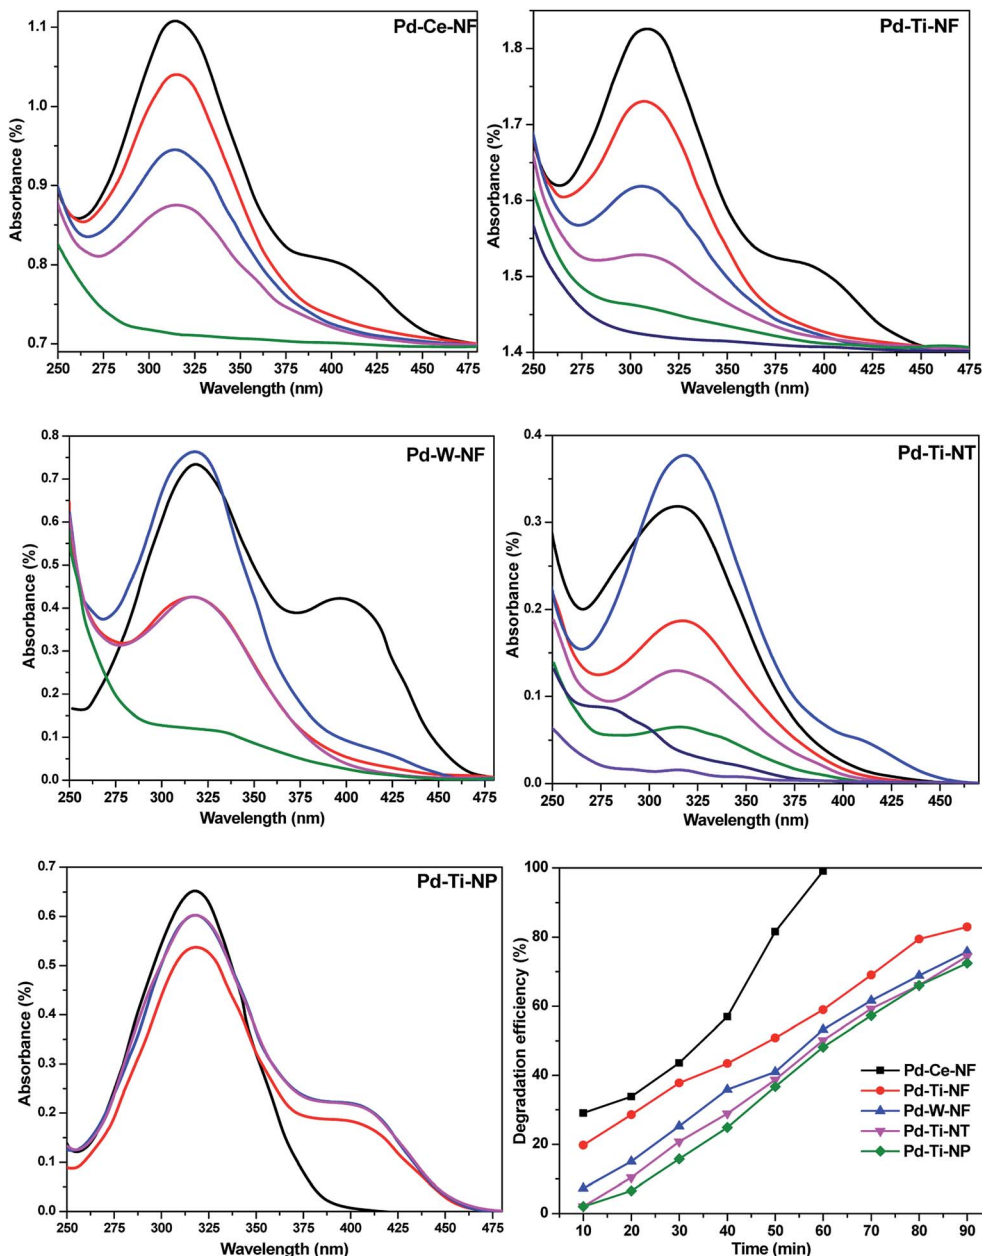 Pd-Ce-NF
1.1
1.0
0.9
0.8
0.7
Absorbance (%)
250 275 300 325 350 375 400 425 450 475
Wavelength (nm)
Pd-Ti-NF
1.8
1.7
1.6
1.5
1.4
Absorbance (%)
250 275 300 325 350 375 400 425 450 475
Wavelength (nm)
Pd-W-NF
0.8
0.7
0.6
0.5
0.4
0.3
0.2
0.1
0.0
Absorbance (%)
250 275 300 325 350 375 400 425 450 475
Wavelength (nm)
Pd-Ti-NT
0.4
0.3
0.2
0.1
0.0
Absorbance (%)
250 275 300 325 350 375 400 425 450
Wavelength (nm)
Pd-Ti-NP
0.7
0.6
0.5
0.4
0.3
0.2
0.1
0.0
Absorbance (%)
250 275 300 325 350 375 400 425 450 475
Wavelength (nm)
100
80
60
40
20
0
Degradation efficiency (%)
Pd-Ce-NF
Pd-Ti-NF
Pd-W-NF
Pd-Ti-NT
Pd-Ti-NP
10 20 30 40 50 60 70 80 90
Time (min)